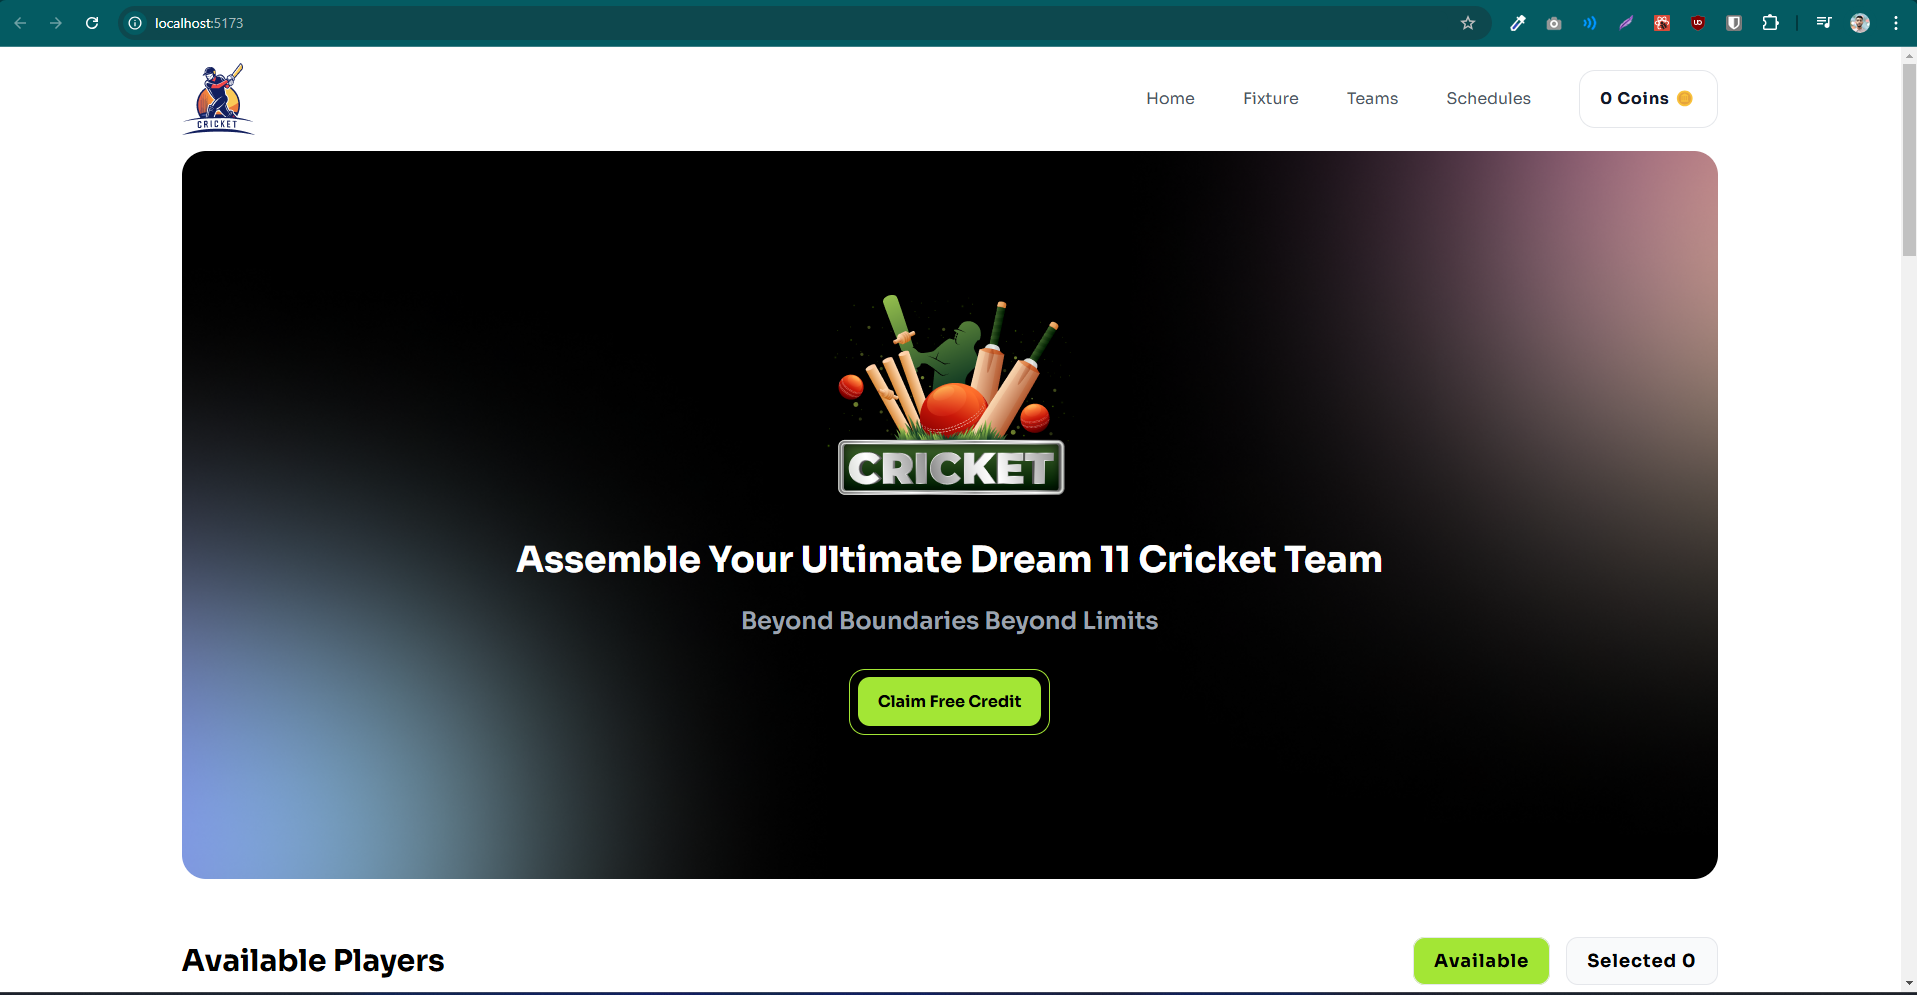 localhost:5173
CRICKET
Home
Fixture
Teams
Schedules
0 Coins
CRICKET
Assemble Your Ultimate Dream 11 Cricket Team
Beyond Boundaries Beyond Limits
Claim Free Credit
Available Players
Available
Selected 0